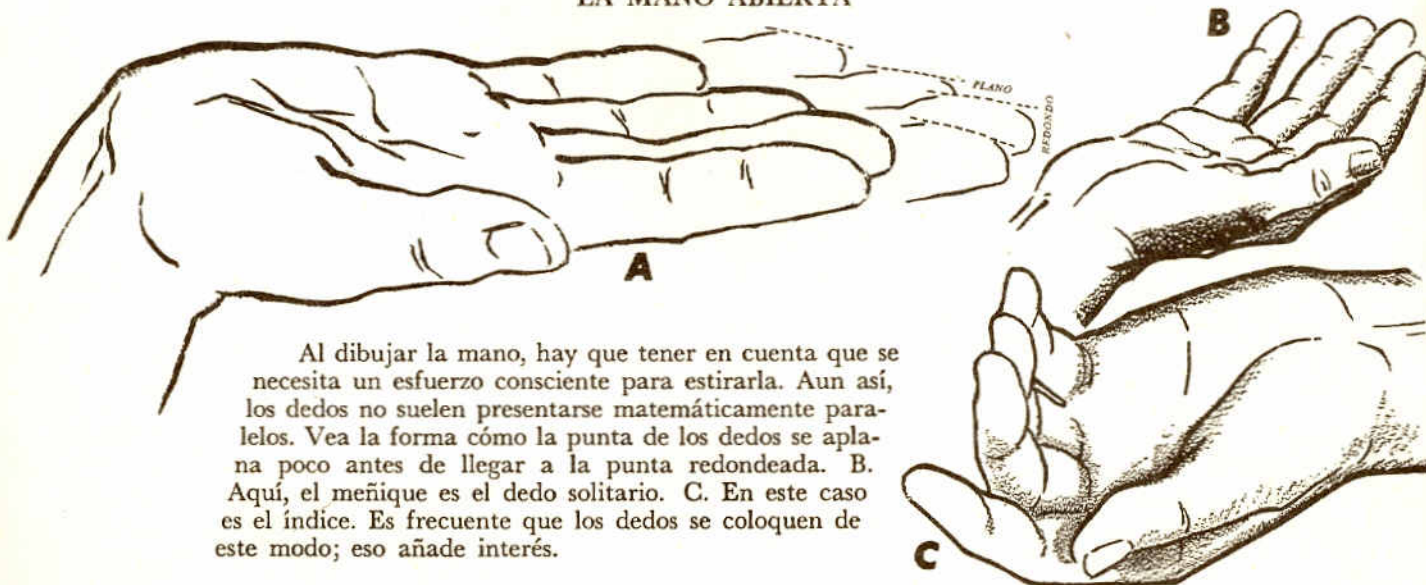 LA MANO ABIERTA
B
PLANO
REDONDO
A
Al dibujar la mano, hay que tener en cuenta que se
necesita un esfuerzo consciente para estirarla. Aun así,
los dedos no suelen presentarse matemáticamente para-
lelos. Vea la forma cómo la punta de los dedos se apla-
na poco antes de llegar a la punta redondeada. B.
Aquí, el meñique es el dedo solitario. C. En este caso
es el índice. Es frecuente que los dedos se coloquen de
este modo; eso añade interés.
C